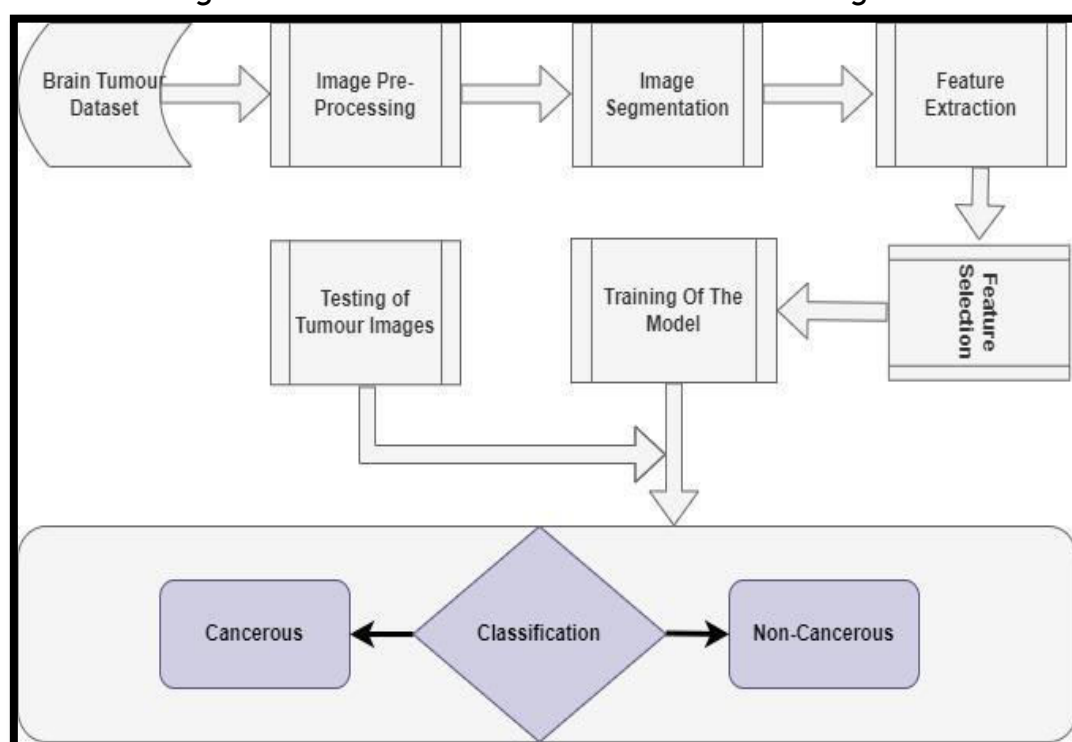 Brain Tumour
Dataset
Image Pre-
Processing
Image
Segmentation
Feature
Extraction
Feature
Selection
Training Of The
Model
Testing of
Tumour Images
Classification
Cancerous
Non-Cancerous